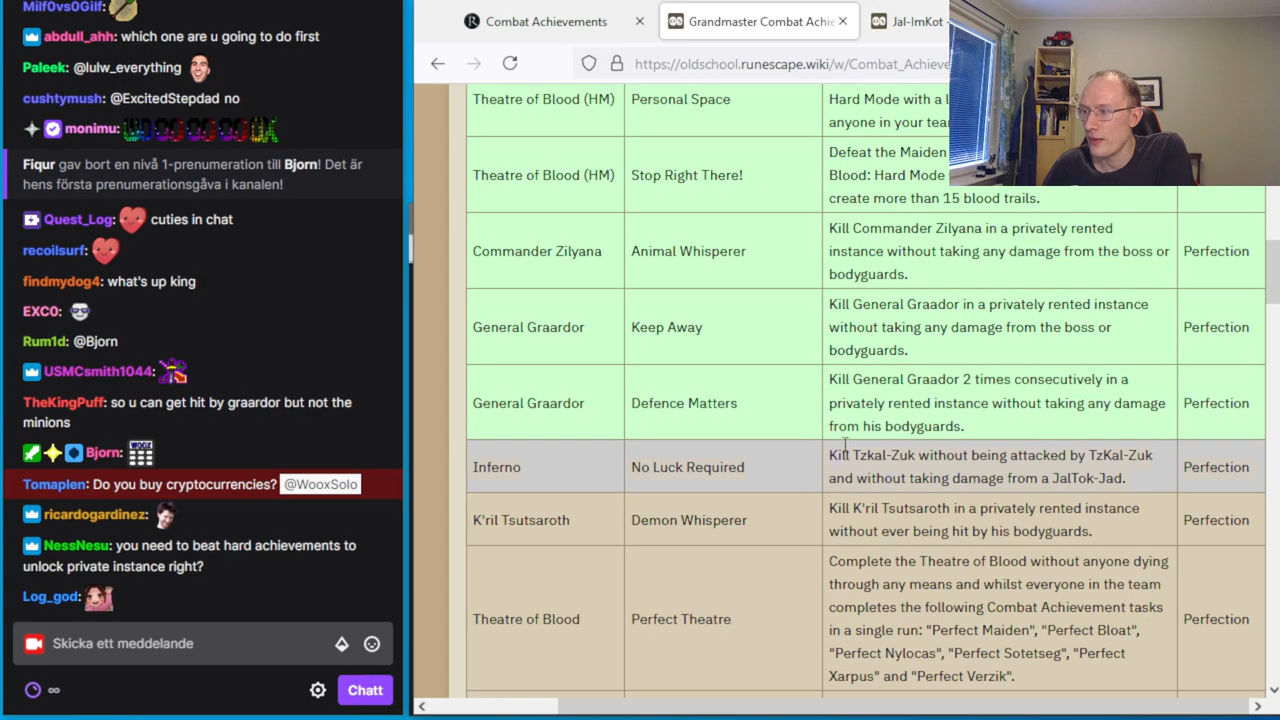 Milf0vs0Gilf:
abdull_ahh: which one are u going to do first
Paleek: @lulw_everything
cushtymush: @ExcitedStepdad no
monimu:
Fiqur gav bort en nivå 1-prenumeration till Bjorn! Det är
hens första prenumerationsgåva i kanalen!
Quest_Log: cuties in chat
recoilsurf:
findmydog4: what's up king
EXC0:
Rum1d: @Bjorn
USMCsmith1044:
TheKingPuff: so u can get hit by graardor but not the
minions
Bjorn: WOOX
Tomaplen: Do you buy cryptocurrencies? @WooxSolo
ricardogardinez:
NessNesu: you need to beat hard achievements to
unlock private instance right?
Log_god:
Skicka ett meddelande
∞
Chatt
Combat Achievements
Grandmaster Combat Achie
Jal-ImKot
https://oldschool.runescape.wiki/w/Combat_Achieve
Theatre of Blood (HM)
Personal Space
Hard Mode with a l
anyone in your tea
Theatre of Blood (HM)
Stop Right There!
Defeat the Maiden
Blood: Hard Mode
create more than 15 blood trails.
Commander Zilyana
Animal Whisperer
Kill Commander Zilyana in a privately rented
instance without taking any damage from the boss or
bodyguards.
Perfection
General Graardor
Keep Away
Kill General Graador in a privately rented instance
without taking any damage from the boss or
bodyguards.
Perfection
General Graardor
Defence Matters
Kill General Graador 2 times consecutively in a
privately rented instance without taking any damage
from his bodyguards.
Perfection
Inferno
No Luck Required
Kill Tzkal-Zuk without being attacked by TzKal-Zuk
and without taking damage from a JalTok-Jad.
Perfection
K'ril Tsutsaroth
Demon Whisperer
Kill K'ril Tsutsaroth in a privately rented
instance without ever being hit by his bodyguards.
Perfection
Theatre of Blood
Perfect Theatre
Complete the Theatre of Blood without anyone dying
through any means and whilst everyone in the team
completes the following Combat Achievement tasks
in a single run: "Perfect Maiden", "Perfect Bloat",
"Perfect Nylocas", "Perfect Sotetseg", "Perfect
Xarpus" and "Perfect Verzik".
Perfection